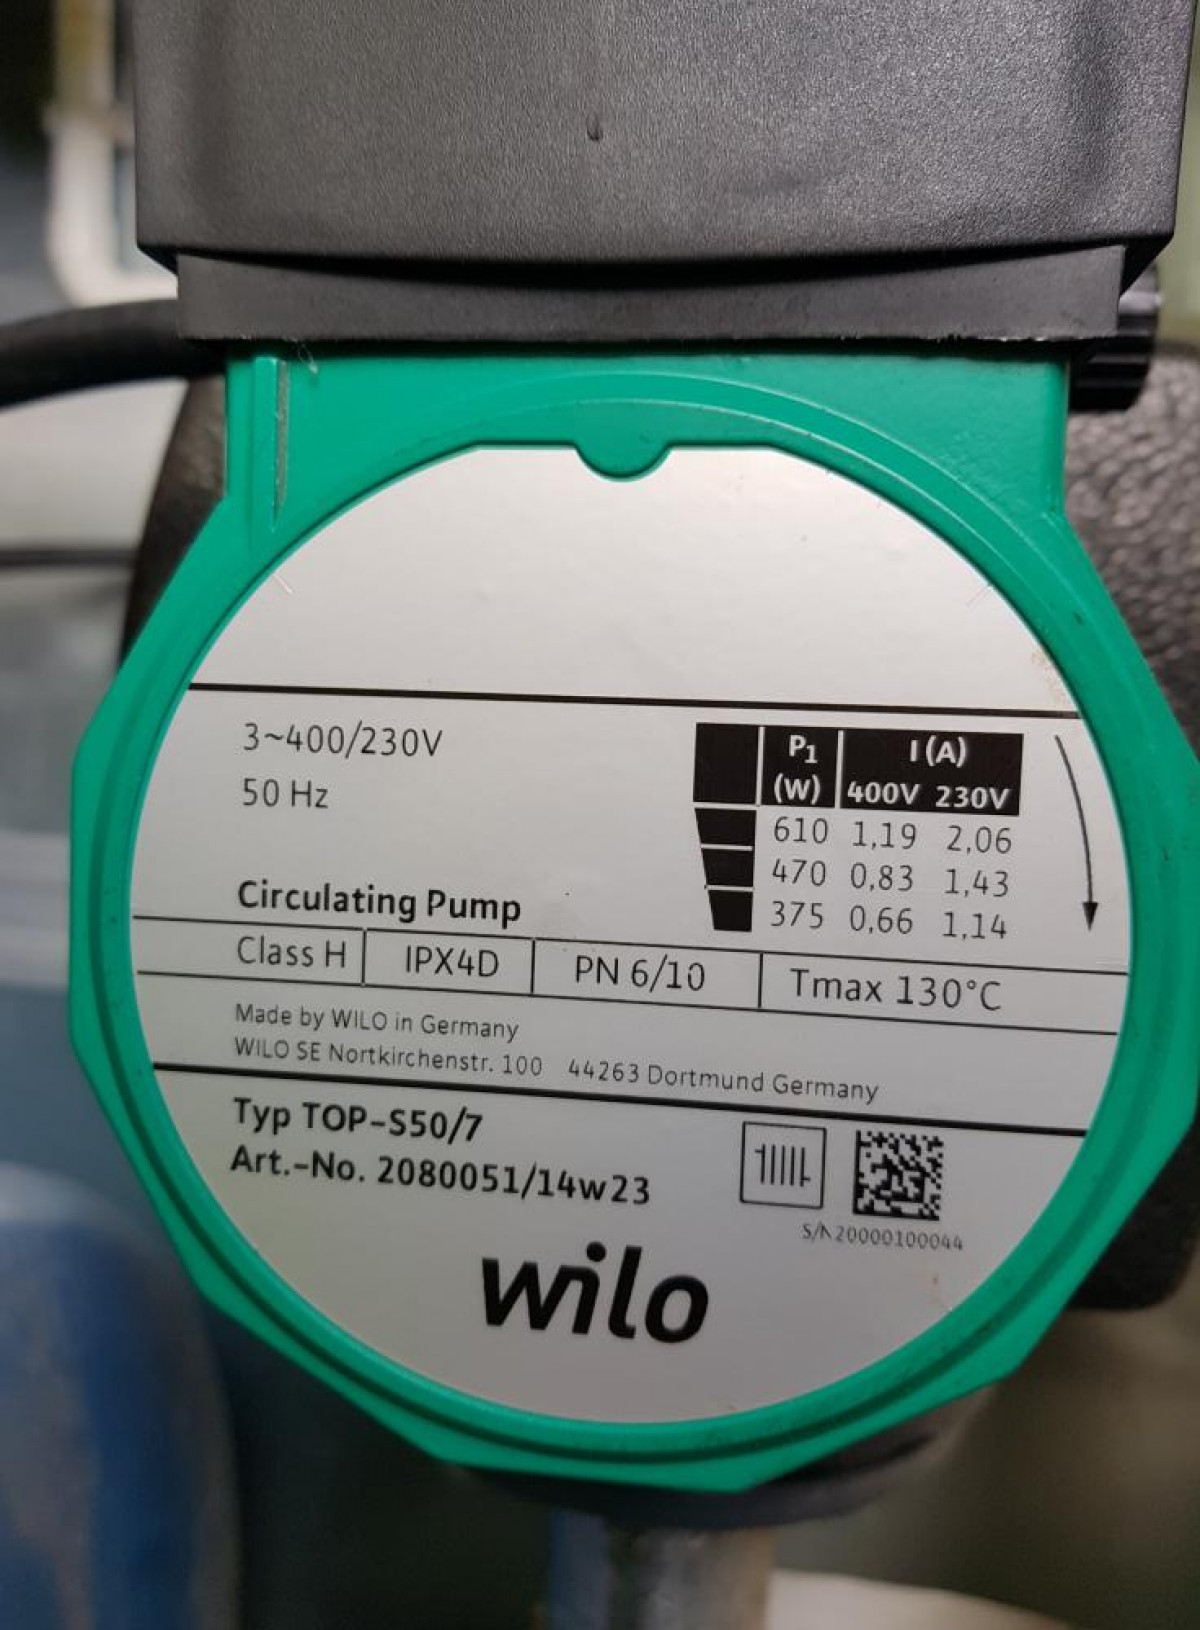 3~400/230V
50 Hz
P1 I (A)
(W) 400V 230V
610 1,19 2,06
470 0,83 1,43
375 0,66 1,14
Circulating Pump
Class H IPX4D PN 6/10 Tmax 130°C
Made by WILO in Germany
WILO SE Nortkirchenstr. 100 44263 Dortmund Germany
Typ TOP-S50/7
Art.-No. 2080051/14w23
S/N 20000100044
wilo